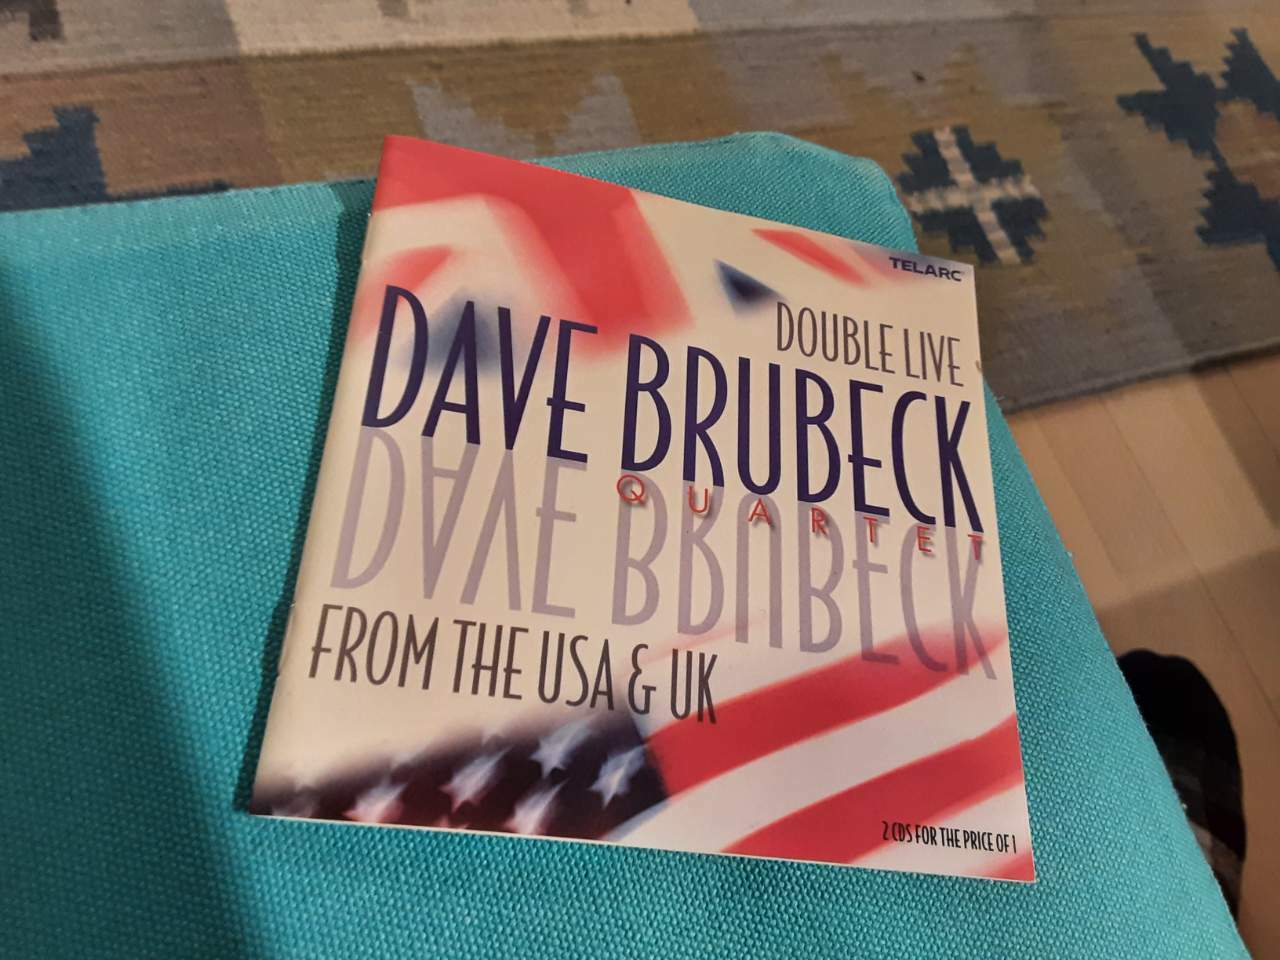 TELARC
DOUBLE LIVE
DAVE BRUBECK
QUARTET
DAVE BRUBECK
FROM THE USA & UK
2 CDS FOR THE PRICE OF 1